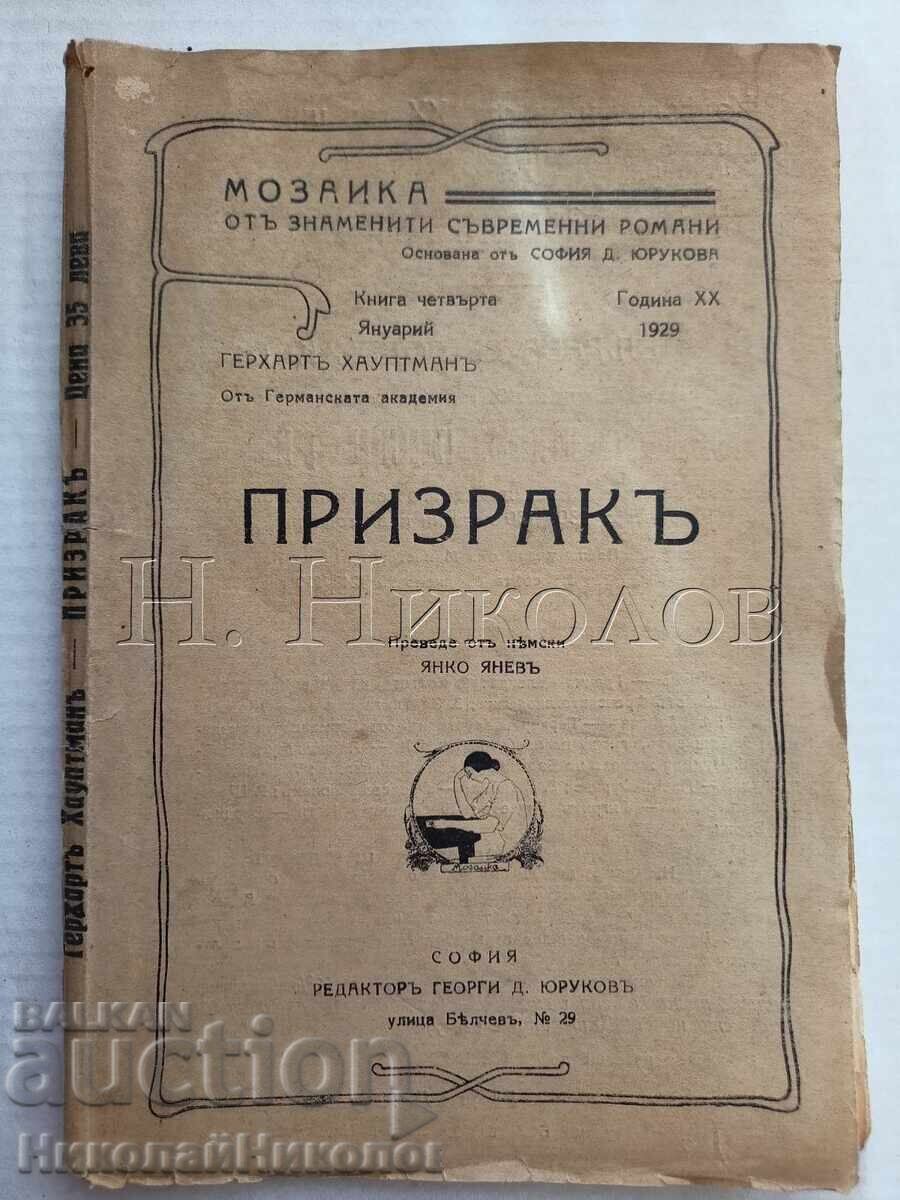 МОЗАИКА
ОТЪ ЗНАМЕНИТИ СЪВРЕМЕННИ РОМАНИ
Основана отъ СОФИЯ Д. ЮРУКОВА
Книга четвърта Година XX
Януарий 1929
ГЕРХАРТЪ ХАУПТМАНЪ
Отъ Германската академия
ПРИЗРАКЪ
Н. Николов
Преведе отъ нѣмски
ЯНКО ЯНЕВЪ
Мозайка
СОФИЯ
РЕДАКТОРЪ ГЕОРГИ Д. ЮРУКОВЪ
улица Бѣлчевъ, № 29
Герхартъ Хауптманъ — ПРИЗРАКЪ — Цена 35 лева
BALKAN
auction
НиколайНиколов